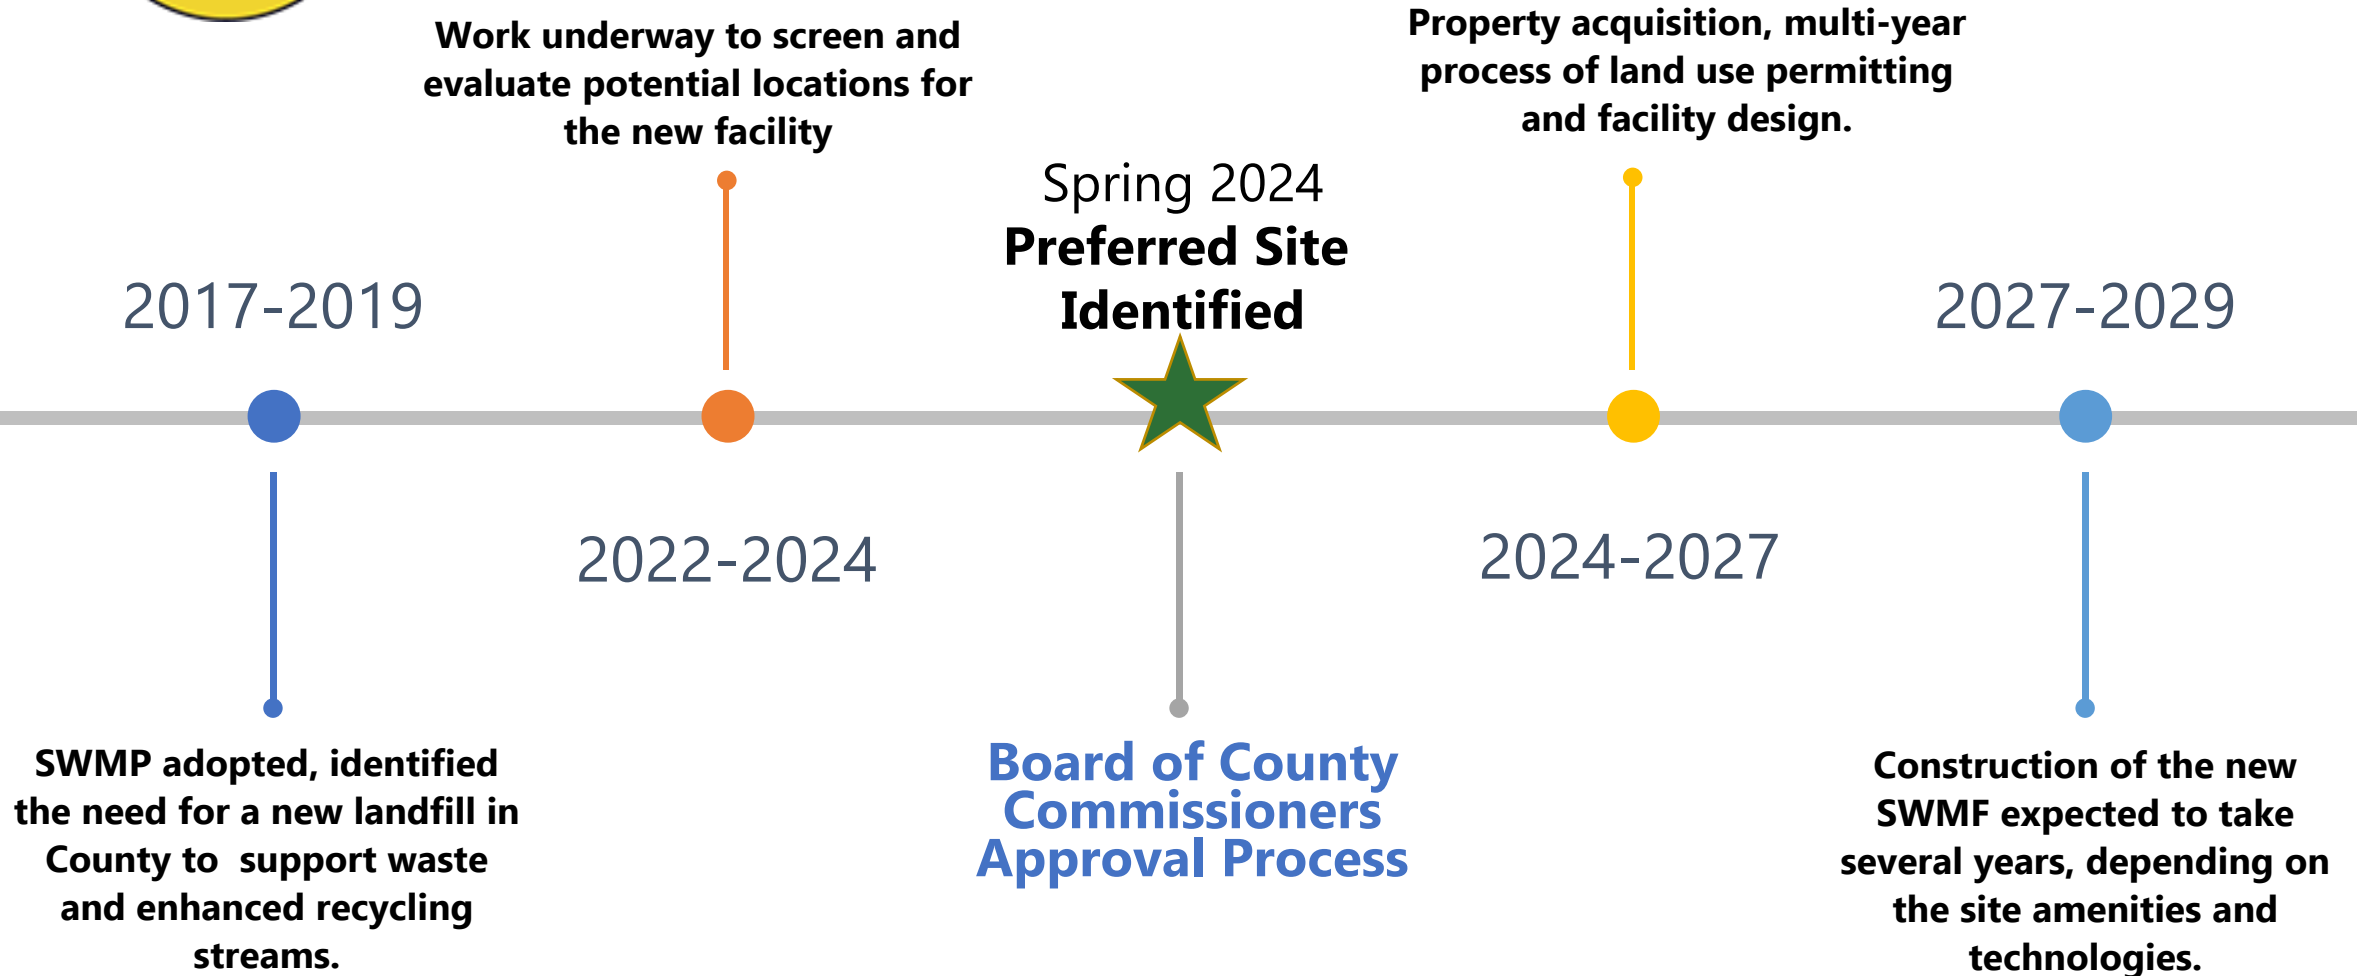 Work underway to screen and
evaluate potential locations for
the new facility
Property acquisition, multi-year
process of land use permitting
and facility design.
Spring 2024
Preferred Site
Identified
2017-2019
2027-2029
2022-2024
2024-2027
SWMP adopted, identified
the need for a new landfill in
County to  support waste
and enhanced recycling
streams.
Board of County
Commissioners
Approval Process
Construction of the new
SWMF expected to take
several years, depending on
the site amenities and
technologies.